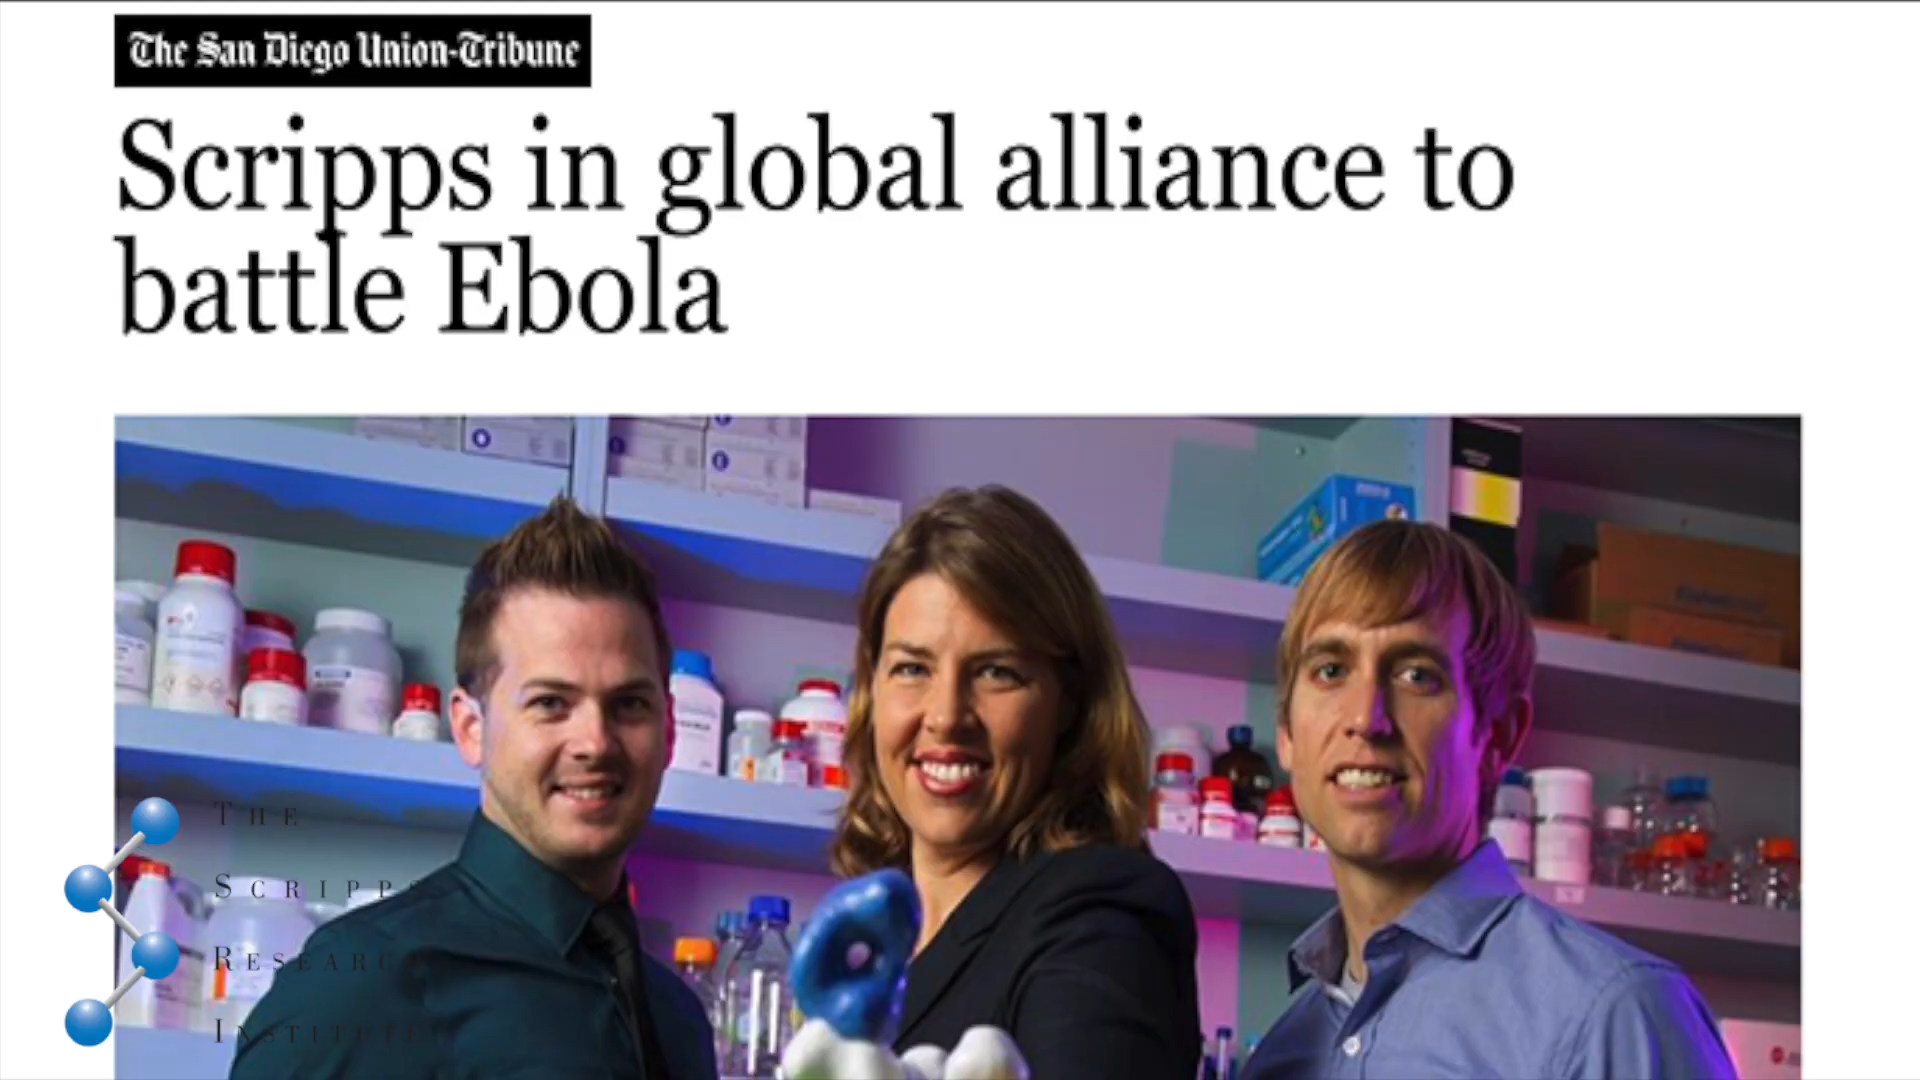 The San Diego Union-Tribune
Scripps in global alliance to
battle Ebola
THE
SCRIPPS
RESEARCH
INSTITUTE